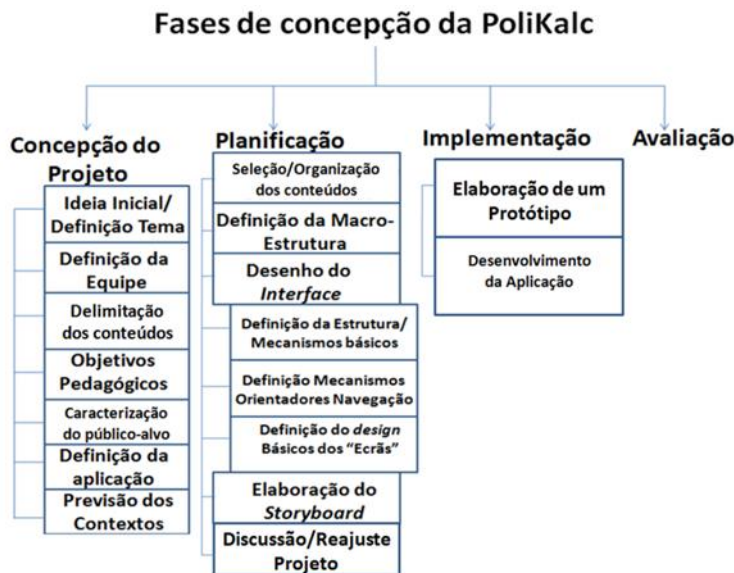 Fases de concepção da PoliKalc
Concepção do
Projeto
Ideia Inicial/
Definição Tema
Definição da
Equipe
Delimitação
dos conteúdos
Objetivos
Pedagógicos
Caracterização
do público-alvo
Definição da
aplicação
Previsão dos
Contextos
Planificação
Seleção/Organização
dos conteúdos
Definição da Macro-
Estrutura
Desenho do
Interface
Definição da Estrutura/
Mecanismos básicos
Definição Mecanismos
Orientadores Navegação
Definição do design
Básicos dos “Ecrãs”
Elaboração do
Storyboard
Discussão/Reajuste
Projeto
Implementação
Elaboração de um
Protótipo
Desenvolvimento
da Aplicação
Avaliação